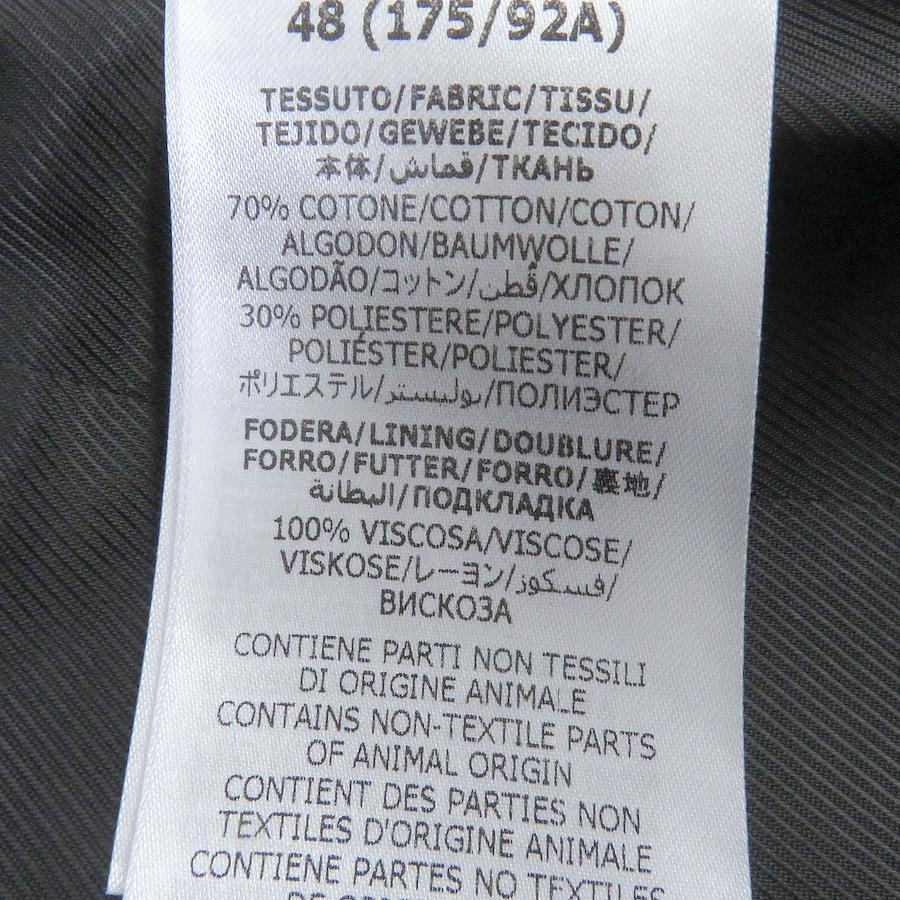 48 (175/92A)
TESSUTO/FABRIC/TISSU/
TEJIDO/GEWEBE/TECIDO/
本体/قماش/ТКАНЬ
70% COTONE/COTTON/COTON/
ALGODON/BAUMWOLLE/
ALGODÃO/コットン/قطن/ХЛОПОК
30% POLIESTERE/POLYESTER/
POLIÉSTER/POLIESTER/
ポリエステル/بوليستر/ПОЛИЭСТЕР
FODERA/LINING/DOUBLURE/
FORRO/FUTTER/FORRO/裏地/
البطانة/ПОДКЛАДКА
100% VISCOSA/VISCOSE/
VISKOSE/レーヨン/فسكوز/
ВИСКОЗА
CONTIENE PARTI NON TESSILI
DI ORIGINE ANIMALE
CONTAINS NON-TEXTILE PARTS
OF ANIMAL ORIGIN
CONTIENT DES PARTIES NON
TEXTILES D'ORIGINE ANIMALE
CONTIENE PARTES NO TEXTILES
DE